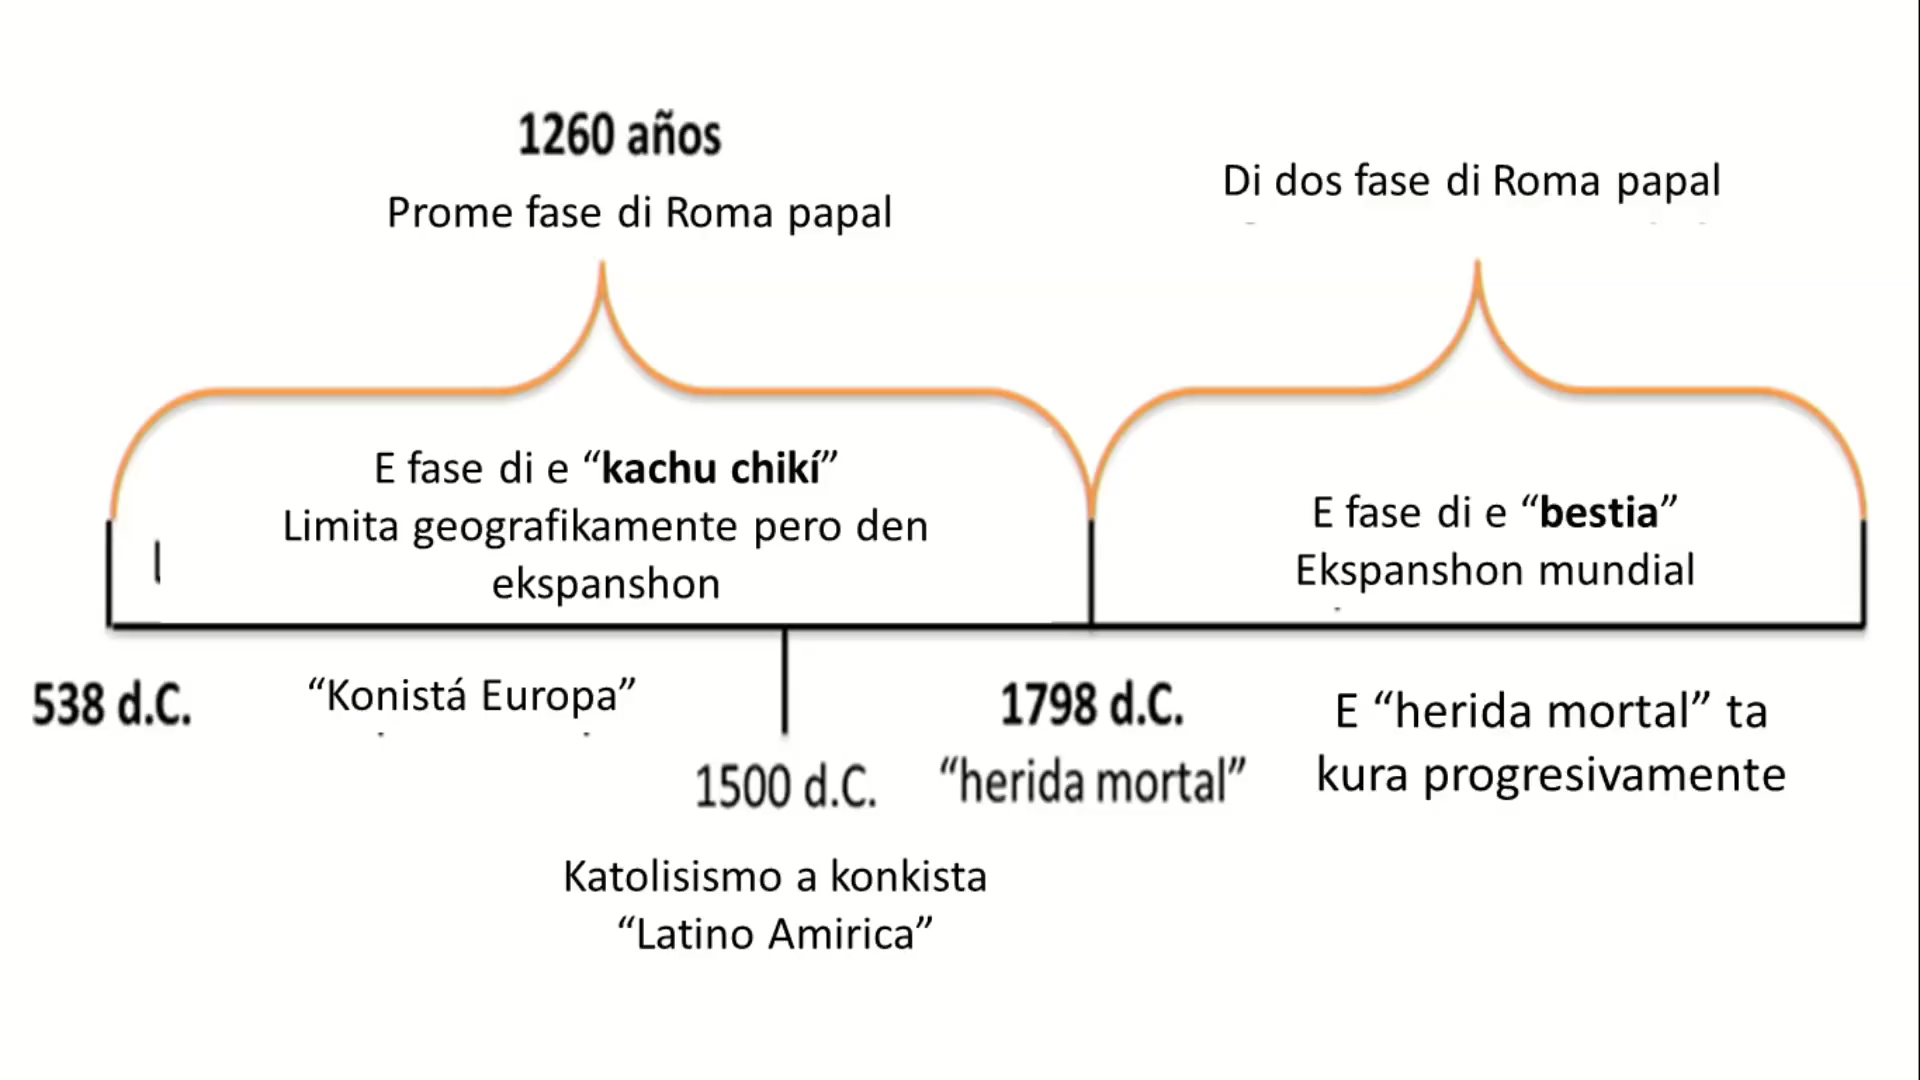 1260 años
Prome fase di Roma papal
Di dos fase di Roma papal
E fase di e “kachu chikí”
Limita geografikamente pero den
ekspanshon
E fase di e “bestia”
Ekspanshon mundial
538 d.C.
“Konistá Europa”
1500 d.C.
Katolisismo a konkista
“Latino Amirica”
1798 d.C.
“herida mortal”
E “herida mortal” ta
kura progresivamente